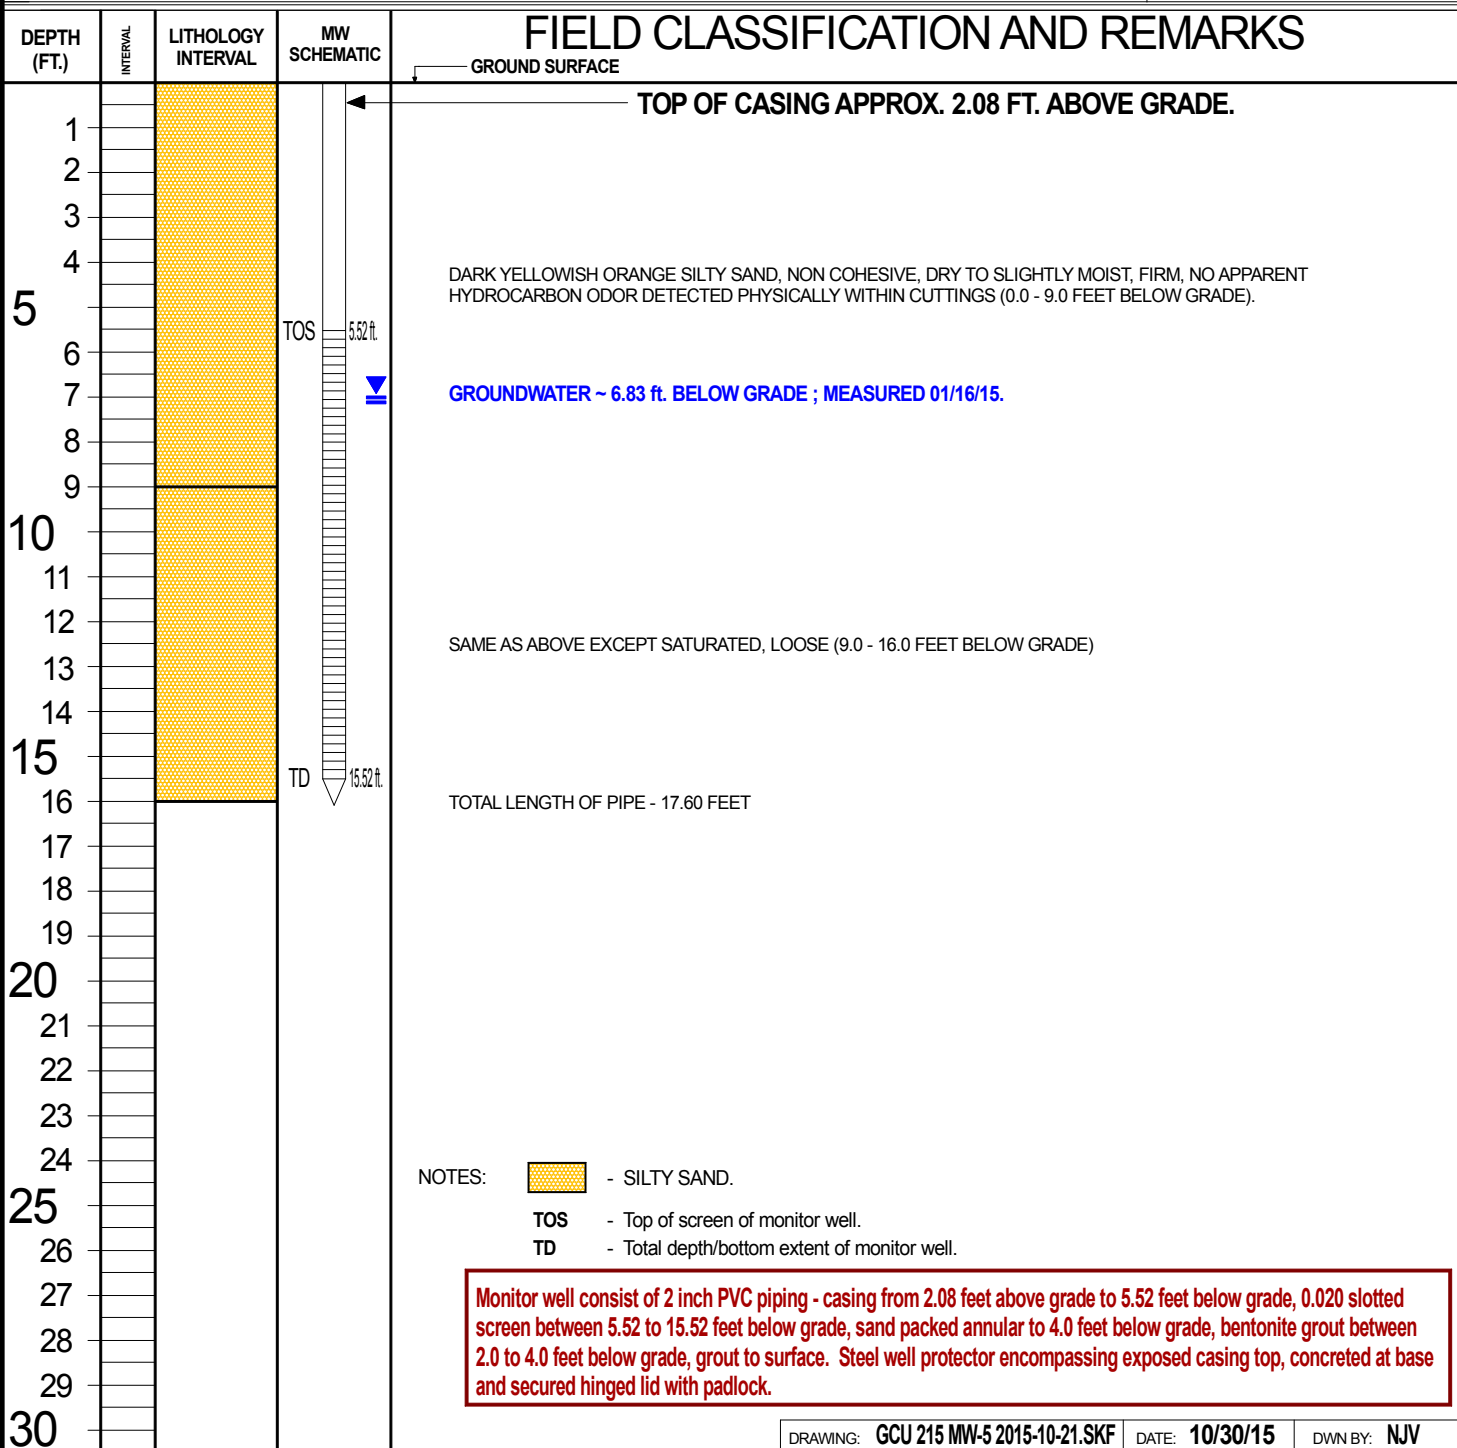 DEPTH
(FT.)
INTERVAL
LITHOLOGY
INTERVAL
MW
SCHEMATIC
FIELD CLASSIFICATION AND REMARKS
GROUND SURFACE
TOP OF CASING APPROX. 2.08 FT. ABOVE GRADE.
1
2
3
4
DARK YELLOWISH ORANGE SILTY SAND, NON COHESIVE, DRY TO SLIGHTLY MOIST, FIRM, NO APPARENT
HYDROCARBON ODOR DETECTED PHYSICALLY WITHIN CUTTINGS (0.0 - 9.0 FEET BELOW GRADE).
5
TOS 5.52 ft.
6
7
GROUNDWATER ~ 6.83 ft. BELOW GRADE ; MEASURED 01/16/15.
8
9
10
11
12
SAME AS ABOVE EXCEPT SATURATED, LOOSE (9.0 - 16.0 FEET BELOW GRADE)
13
14
15
TD 15.52 ft.
16
TOTAL LENGTH OF PIPE - 17.60 FEET
17
18
19
20
21
22
23
24
NOTES: - SILTY SAND.
25
TOS - Top of screen of monitor well.
26
TD - Total depth/bottom extent of monitor well.
27
28
29
30
Monitor well consist of 2 inch PVC piping - casing from 2.08 feet above grade to 5.52 feet below grade, 0.020 slotted
screen between 5.52 to 15.52 feet below grade, sand packed annular to 4.0 feet below grade, bentonite grout between
2.0 to 4.0 feet below grade, grout to surface. Steel well protector encompassing exposed casing top, concreted at base
and secured hinged lid with padlock.
DRAWING: GCU 215 MW-5 2015-10-21.SKF DATE: 10/30/15 DWN BY: NJV